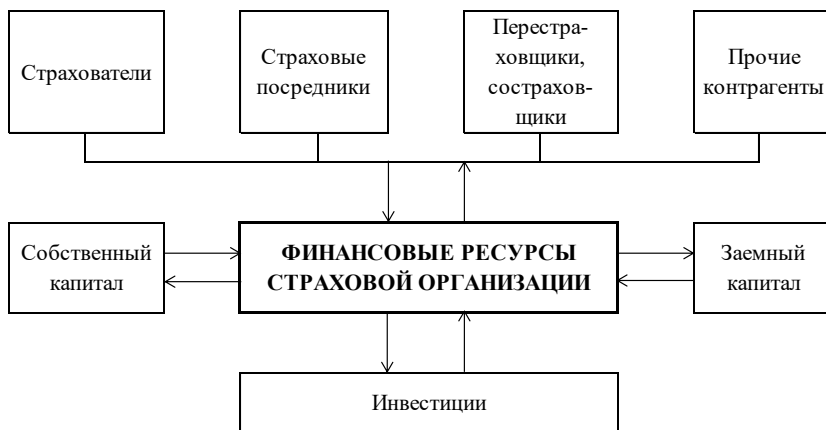 Страхователи
Страховые
посредники
Перестра-
ховщики,
сострахов-
щики
Прочие
контрагенты
Собственный
капитал
ФИНАНСОВЫЕ РЕСУРСЫ
СТРАХОВОЙ ОРГАНИЗАЦИИ
Заемный
капитал
Инвестиции